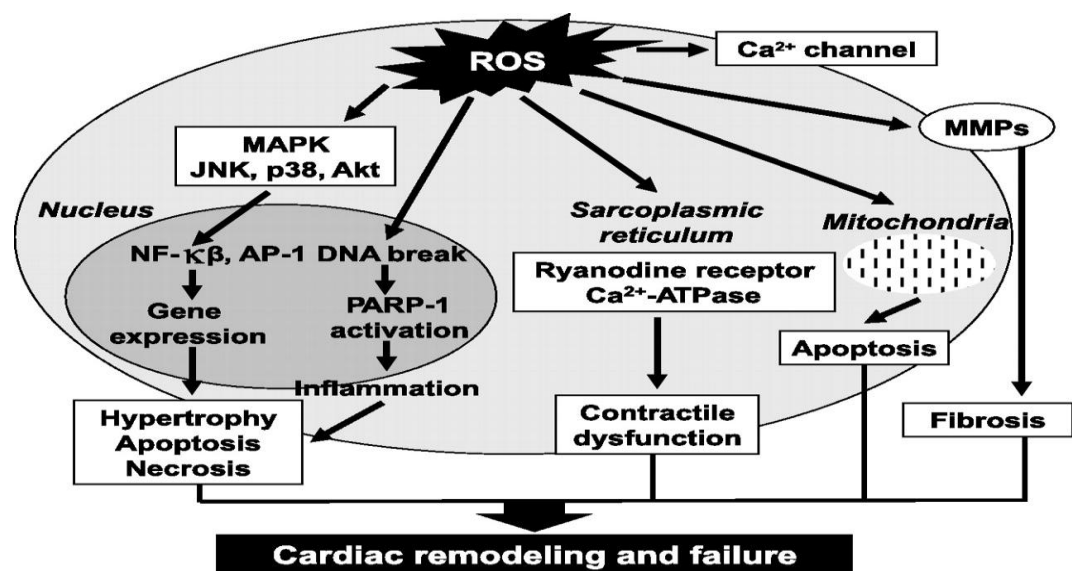 ROS
Ca²⁺ channel
MAPK
JNK, p38, Akt
MMPs
Nucleus
Sarcoplasmic
reticulum
Mitochondria
NF-κβ, AP-1 DNA break
Ryanodine receptor
Ca²⁺-ATPase
Gene
expression
PARP-1
activation
Apoptosis
Inflammation
Hypertrophy
Apoptosis
Necrosis
Contractile
dysfunction
Fibrosis
Cardiac remodeling and failure